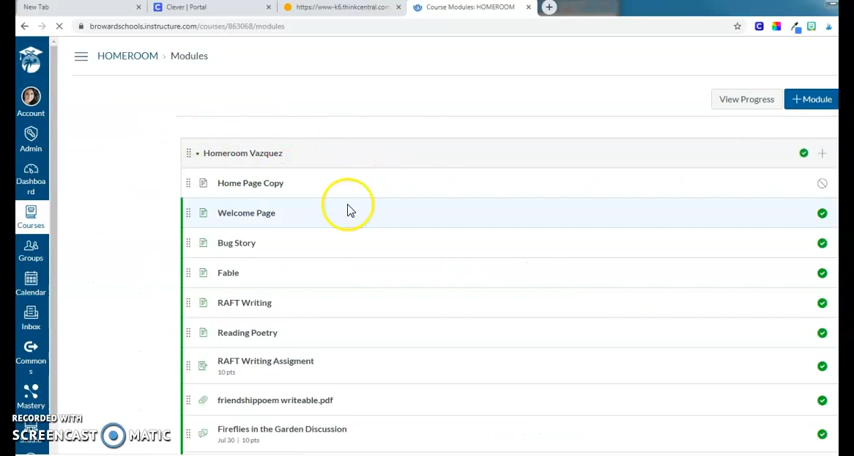 New Tab
Clever | Portal
https://www-k6.thinkcentral.com
Course Modules: HOMEROOM
browardschools.instructure.com/courses/863068/modules
HOMEROOM › Modules
View Progress
+ Module
Account
Admin
Dashboa
rd
Courses
Groups
Calendar
Inbox
Common
s
Mastery
Homeroom Vazquez
Home Page Copy
Welcome Page
Bug Story
Fable
RAFT Writing
Reading Poetry
RAFT Writing Assigment
10 pts
friendshippoem writeable.pdf
Fireflies in the Garden Discussion
Jul 30 | 10 pts
RECORDED WITH
SCREENCAST MATIC